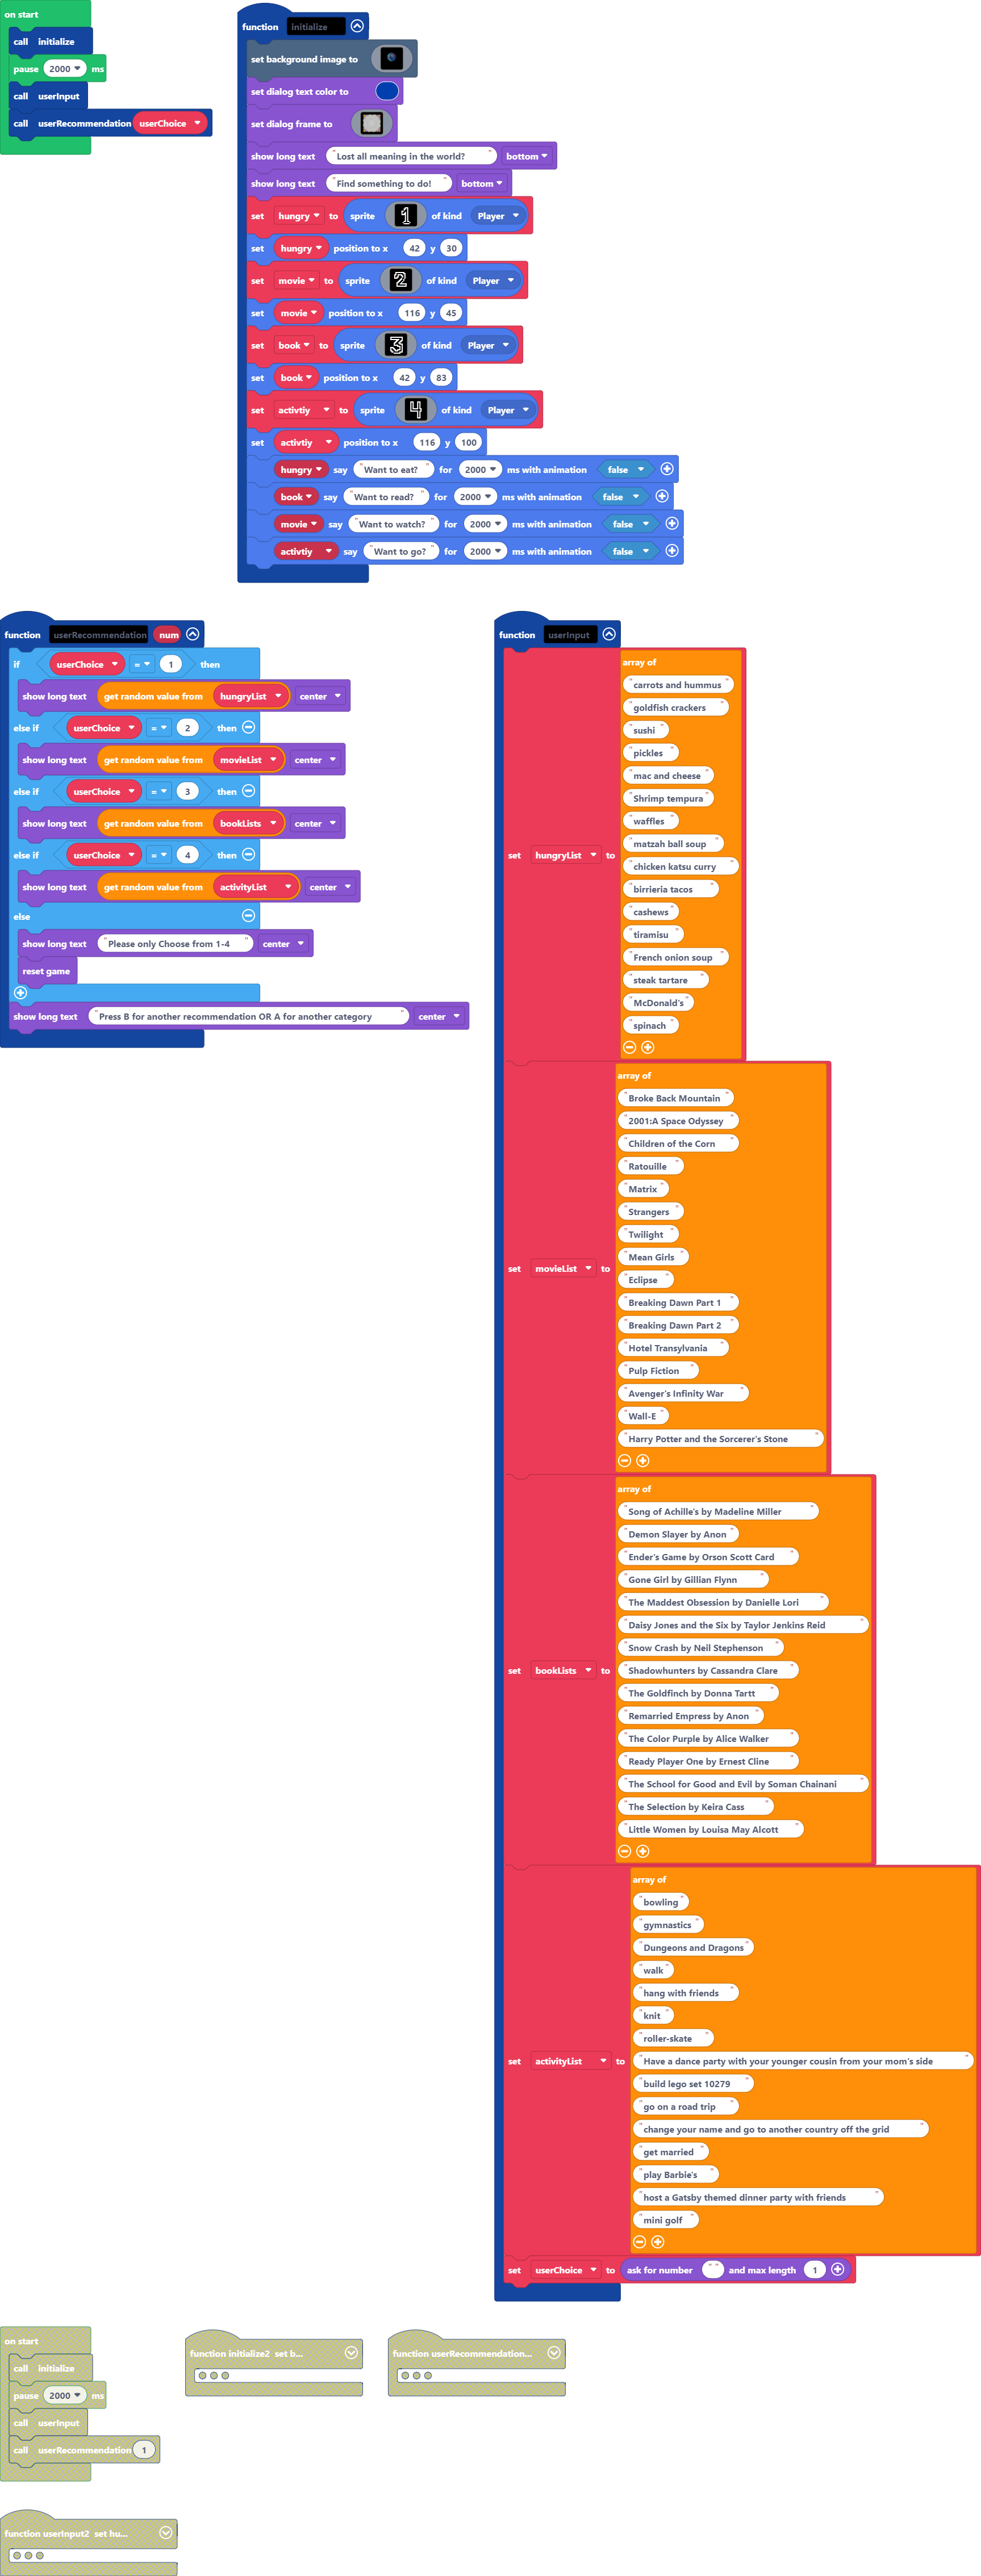 on start
call initialize
pause 2000 ms
call userInput
call userRecommendation userChoice
function initialize
set background image to
set dialog text color to
set dialog frame to
show long text "Lost all meaning in the world?" bottom
show long text "Find something to do!" bottom
set hungry to sprite 1 of kind Player
set hungry position to x 42 y 30
set movie to sprite 2 of kind Player
set movie position to x 116 y 45
set book to sprite 3 of kind Player
set book position to x 42 y 83
set activtiy to sprite 4 of kind Player
set activtiy position to x 116 y 100
hungry say "Want to eat?" for 2000 ms with animation false
book say "Want to read?" for 2000 ms with animation false
movie say "Want to watch?" for 2000 ms with animation false
activtiy say "Want to go?" for 2000 ms with animation false
function userRecommendation num
if userChoice = 1 then
show long text get random value from hungryList center
else if userChoice = 2 then
show long text get random value from movieList center
else if userChoice = 3 then
show long text get random value from bookLists center
else if userChoice = 4 then
show long text get random value from activityList center
else
show long text "Please only Choose from 1-4" center
reset game
show long text "Press B for another recommendation OR A for another category" center
function userInput
set hungryList to
array of
"carrots and hummus"
"goldfish crackers"
"sushi"
"pickles"
"mac and cheese"
"Shrimp tempura"
"waffles"
"matzah ball soup"
"chicken katsu curry"
"birrieria tacos"
"cashews"
"tiramisu"
"French onion soup"
"steak tartare"
"McDonald's"
"spinach"
set movieList to
array of
"Broke Back Mountain"
"2001:A Space Odyssey"
"Children of the Corn"
"Ratouille"
"Matrix"
"Strangers"
"Twilight"
"Mean Girls"
"Eclipse"
"Breaking Dawn Part 1"
"Breaking Dawn Part 2"
"Hotel Transylvania"
"Pulp Fiction"
"Avenger's Infinity War"
"Wall-E"
"Harry Potter and the Sorcerer's Stone"
set bookLists to
array of
"Song of Achille's by Madeline Miller"
"Demon Slayer by Anon"
"Ender's Game by Orson Scott Card"
"Gone Girl by Gillian Flynn"
"The Maddest Obsession by Danielle Lori"
"Daisy Jones and the Six by Taylor Jenkins Reid"
"Snow Crash by Neil Stephenson"
"Shadowhunters by Cassandra Clare"
"The Goldfinch by Donna Tartt"
"Remarried Empress by Anon"
"The Color Purple by Alice Walker"
"Ready Player One by Ernest Cline"
"The School for Good and Evil by Soman Chainani"
"The Selection by Keira Cass"
"Little Women by Louisa May Alcott"
set activityList to
array of
"bowling"
"gymnastics"
"Dungeons and Dragons"
"walk"
"hang with friends"
"knit"
"roller-skate"
"Have a dance party with your younger cousin from your mom's side"
"build lego set 10279"
"go on a road trip"
"change your name and go to another country off the grid"
"get married"
"play Barbie's"
"host a Gatsby themed dinner party with friends"
"mini golf"
set userChoice to ask for number "" and max length 1
on start
call initialize
pause 2000 ms
call userInput
call userRecommendation 1
function initialize2 set b...
function userRecommendation...
function userInput2 set hu...